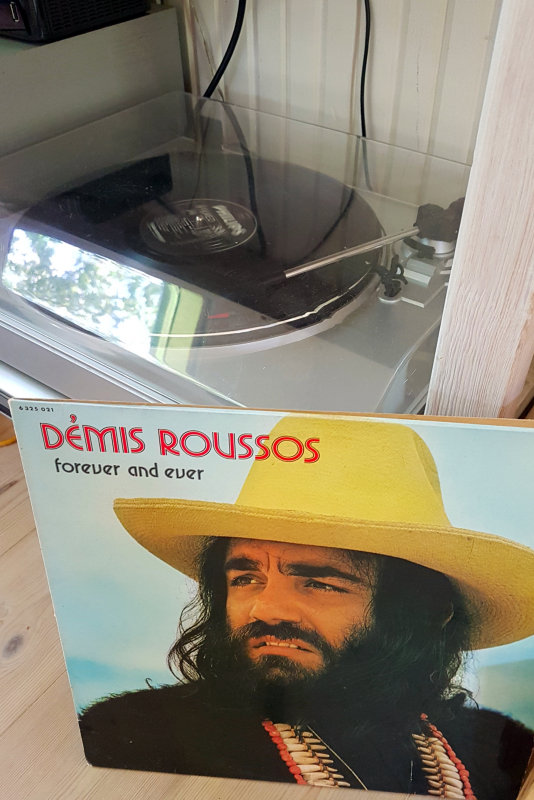 6325 021
DÉMIS ROUSSOS
forever and ever